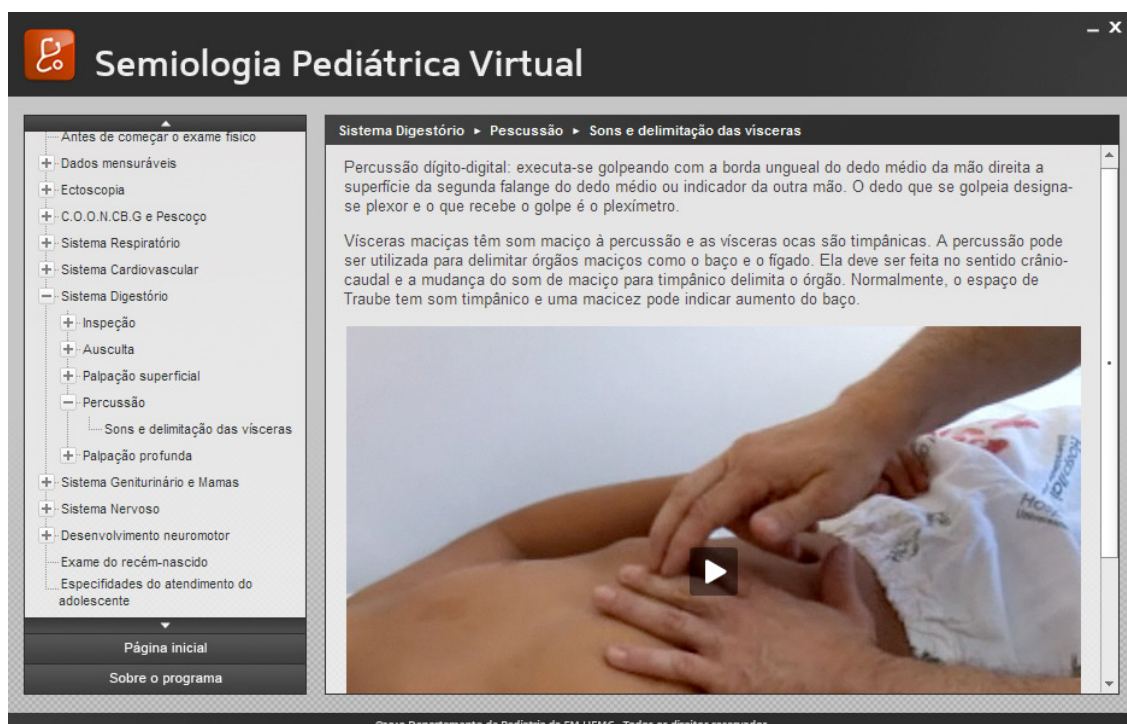 Semiologia Pediátrica Virtual
Antes de começar o exame físico
Dados mensuráveis
Ectoscopia
C.O.O.N.CB.G e Pescoço
Sistema Respiratório
Sistema Cardiovascular
Sistema Digestório
Inspeção
Ausculta
Palpação superficial
Percussão
Sons e delimitação das vísceras
Palpação profunda
Sistema Geniturinário e Mamas
Sistema Nervoso
Desenvolvimento neuromotor
Exame do recém-nascido
Especifidades do atendimento do
adolescente
Página inicial
Sobre o programa
Sistema Digestório ▸ Pescussão ▸ Sons e delimitação das vísceras
Percussão dígito-digital: executa-se golpeando com a borda ungueal do dedo médio da mão direita a
superfície da segunda falange do dedo médio ou indicador da outra mão. O dedo que se golpeia designa-
se plexor e o que recebe o golpe é o plexímetro.
Vísceras maciças têm som maciço à percussão e as vísceras ocas são timpânicas. A percussão pode
ser utilizada para delimitar órgãos maciços como o baço e o fígado. Ela deve ser feita no sentido crânio-
caudal e a mudança do som de maciço para timpânico delimita o órgão. Normalmente, o espaço de
Traube tem som timpânico e uma macicez pode indicar aumento do baço.
Hospital